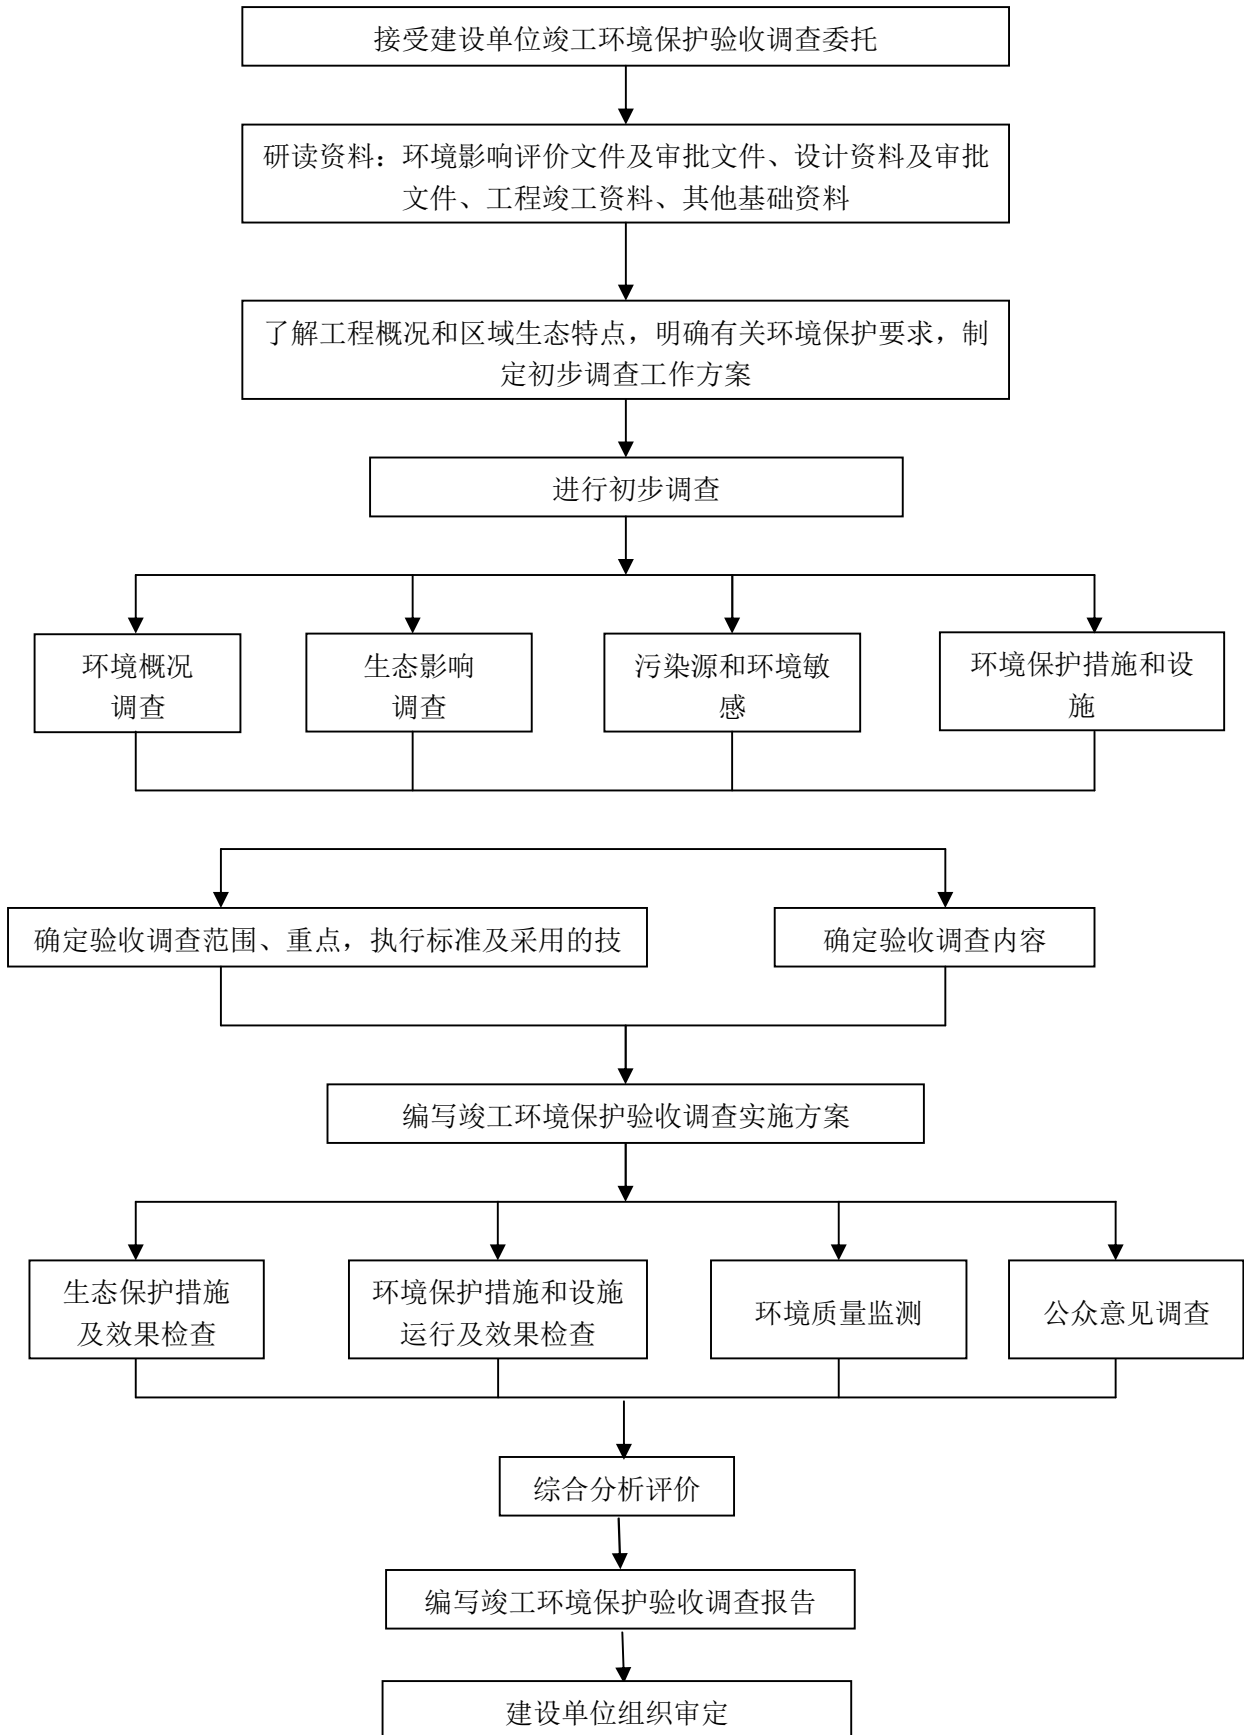 接受建设单位竣工环境保护验收调查委托
研读资料：环境影响评价文件及审批文件、设计资料及审批
文件、工程竣工资料、其他基础资料
了解工程概况和区域生态特点，明确有关环境保护要求，制
定初步调查工作方案
进行初步调查
环境概况
调查
生态影响
调查
污染源和环境敏
感
环境保护措施和设
施
确定验收调查范围、重点，执行标准及采用的技
确定验收调查内容
编写竣工环境保护验收调查实施方案
生态保护措施
及效果检查
环境保护措施和设施
运行及效果检查
环境质量监测
公众意见调查
综合分析评价
编写竣工环境保护验收调查报告
建设单位组织审定